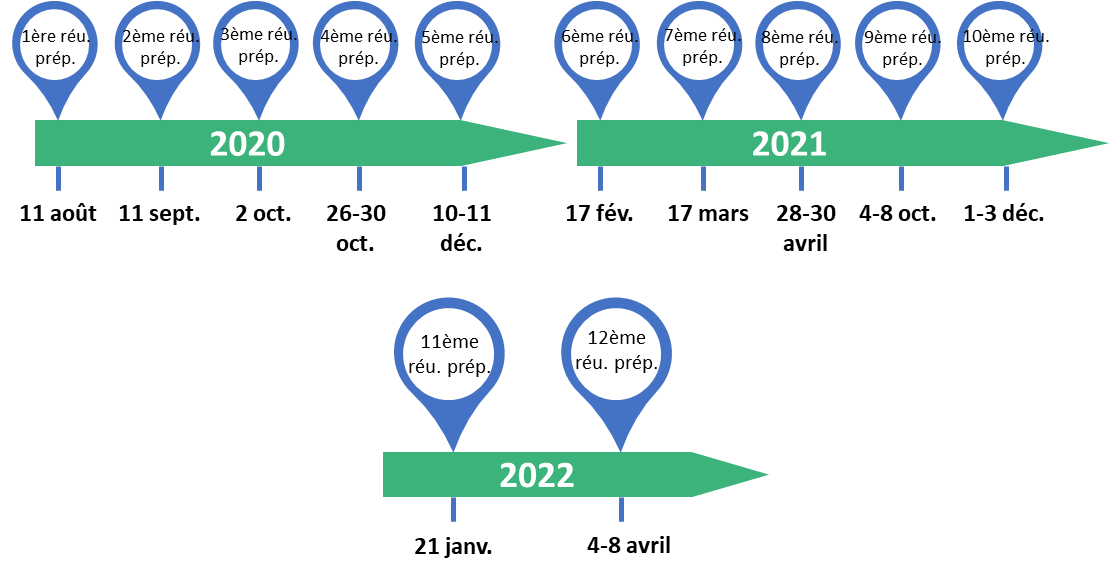 1ère réu.
prép.
2ème réu.
prép.
3ème réu.
prép.
4ème réu.
prép.
5ème réu.
prép.
2020
11 août
11 sept.
2 oct.
26-30
oct.
10-11
déc.
6ème réu.
prép.
7ème réu.
prép.
8ème réu.
prép.
9ème réu.
prép.
10ème réu.
prép.
2021
17 fév.
17 mars
28-30
avril
4-8 oct.
1-3 déc.
11ème
réu. prép.
12ème
réu. prép.
2022
21 janv.
4-8 avril